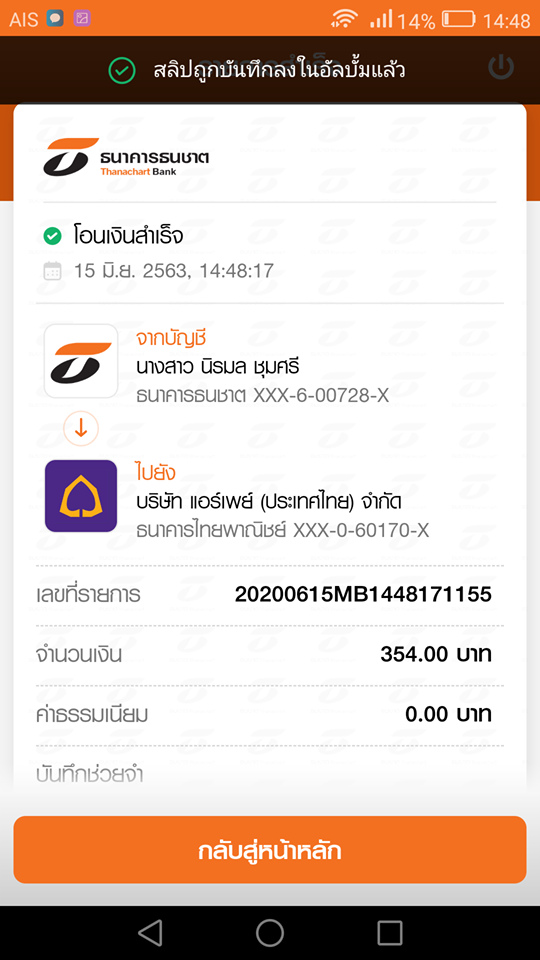 AIS 14% 14:48
สลิปถูกบันทึกลงในอัลบั้มแล้ว
ธนาคารธนชาต
Thanachart Bank
โอนเงินสำเร็จ
15 มิ.ย. 2563, 14:48:17
จากบัญชี
นางสาว นิรมล ชุมศรี
ธนาคารธนชาต XXX-6-00728-X
ไปยัง
บริษัท แอร์เพย์ (ประเทศไทย) จำกัด
ธนาคารไทยพาณิชย์ XXX-0-60170-X
เลขที่รายการ 20200615MB1448171155
จำนวนเงิน 354.00 บาท
ค่าธรรมเนียม 0.00 บาท
บันทึกช่วยจำ
กลับสู่หน้าหลัก